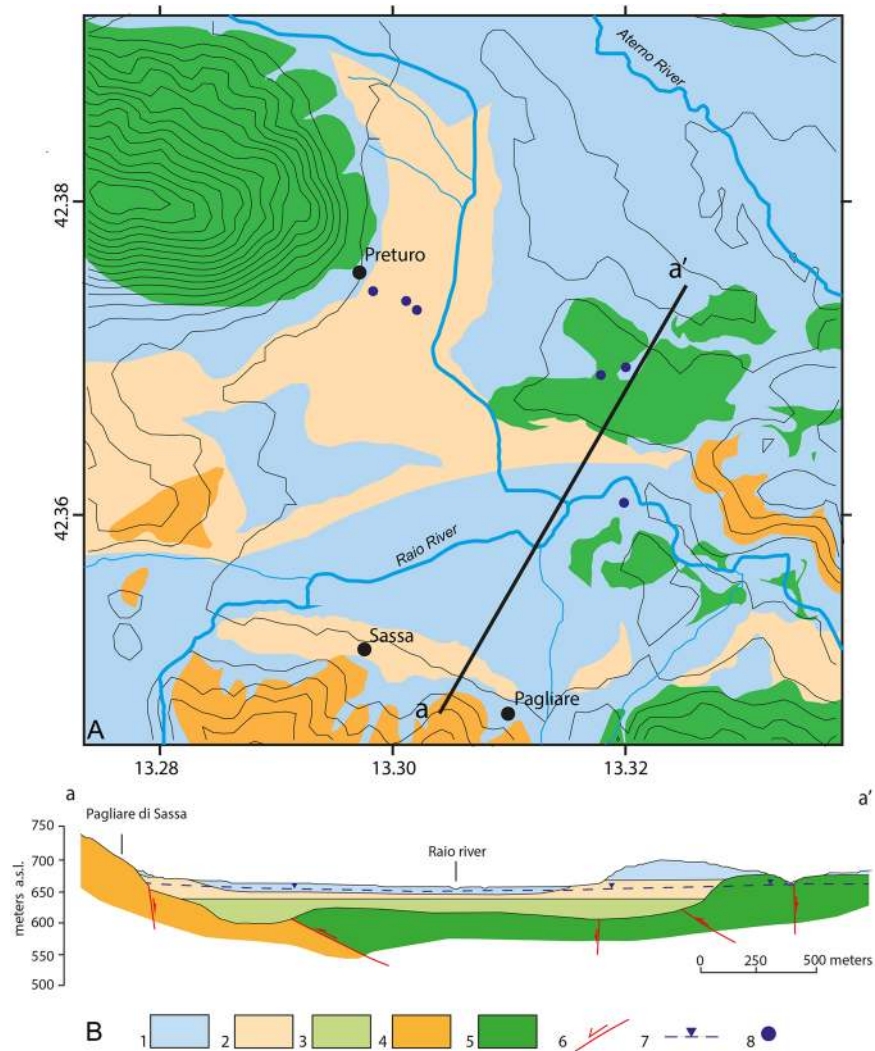 Aterno River
42.38
Preturo
a'
42.36
Raio River
Sassa
a
Pagliare
A
13.28
13.30
13.32
a
a'
Pagliare di Sassa
Raio river
meters a.s.l.
750
700
650
600
550
500
0 250 500 meters
B 1 2 3 4 5 6 7 8